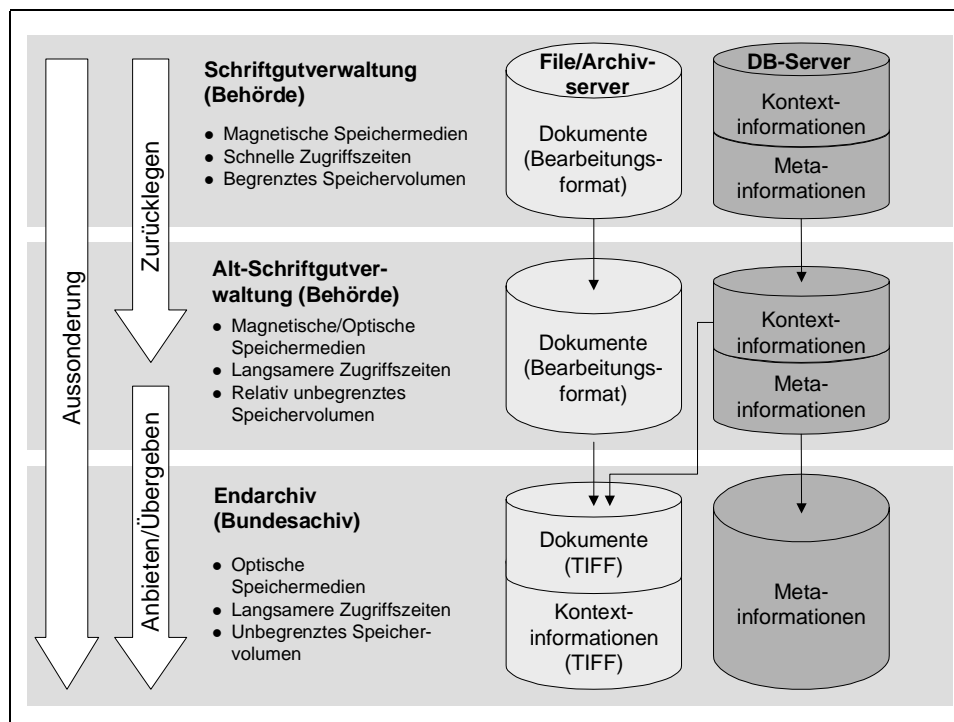 Aussonderung
Zurücklegen
Anbieten/Übergeben
Schriftgutverwaltung
(Behörde)
● Magnetische Speichermedien
● Schnelle Zugriffszeiten
● Begrenztes Speichervolumen
File/Archiv-
server
Dokumente
(Bearbeitungs-
format)
DB-Server
Kontext-
informationen
Meta-
informationen
Alt-Schriftgutver-
waltung (Behörde)
● Magnetische/Optische
Speichermedien
● Langsamere Zugriffszeiten
● Relativ unbegrenztes
Speichervolumen
Dokumente
(Bearbeitungs-
format)
Kontext-
informationen
Meta-
informationen
Endarchiv
(Bundesachiv)
● Optische
Speichermedien
● Langsamere Zugriffszeiten
● Unbegrenztes Speicher-
volumen
Dokumente
(TIFF)
Kontext-
informationen
(TIFF)
Meta-
informationen